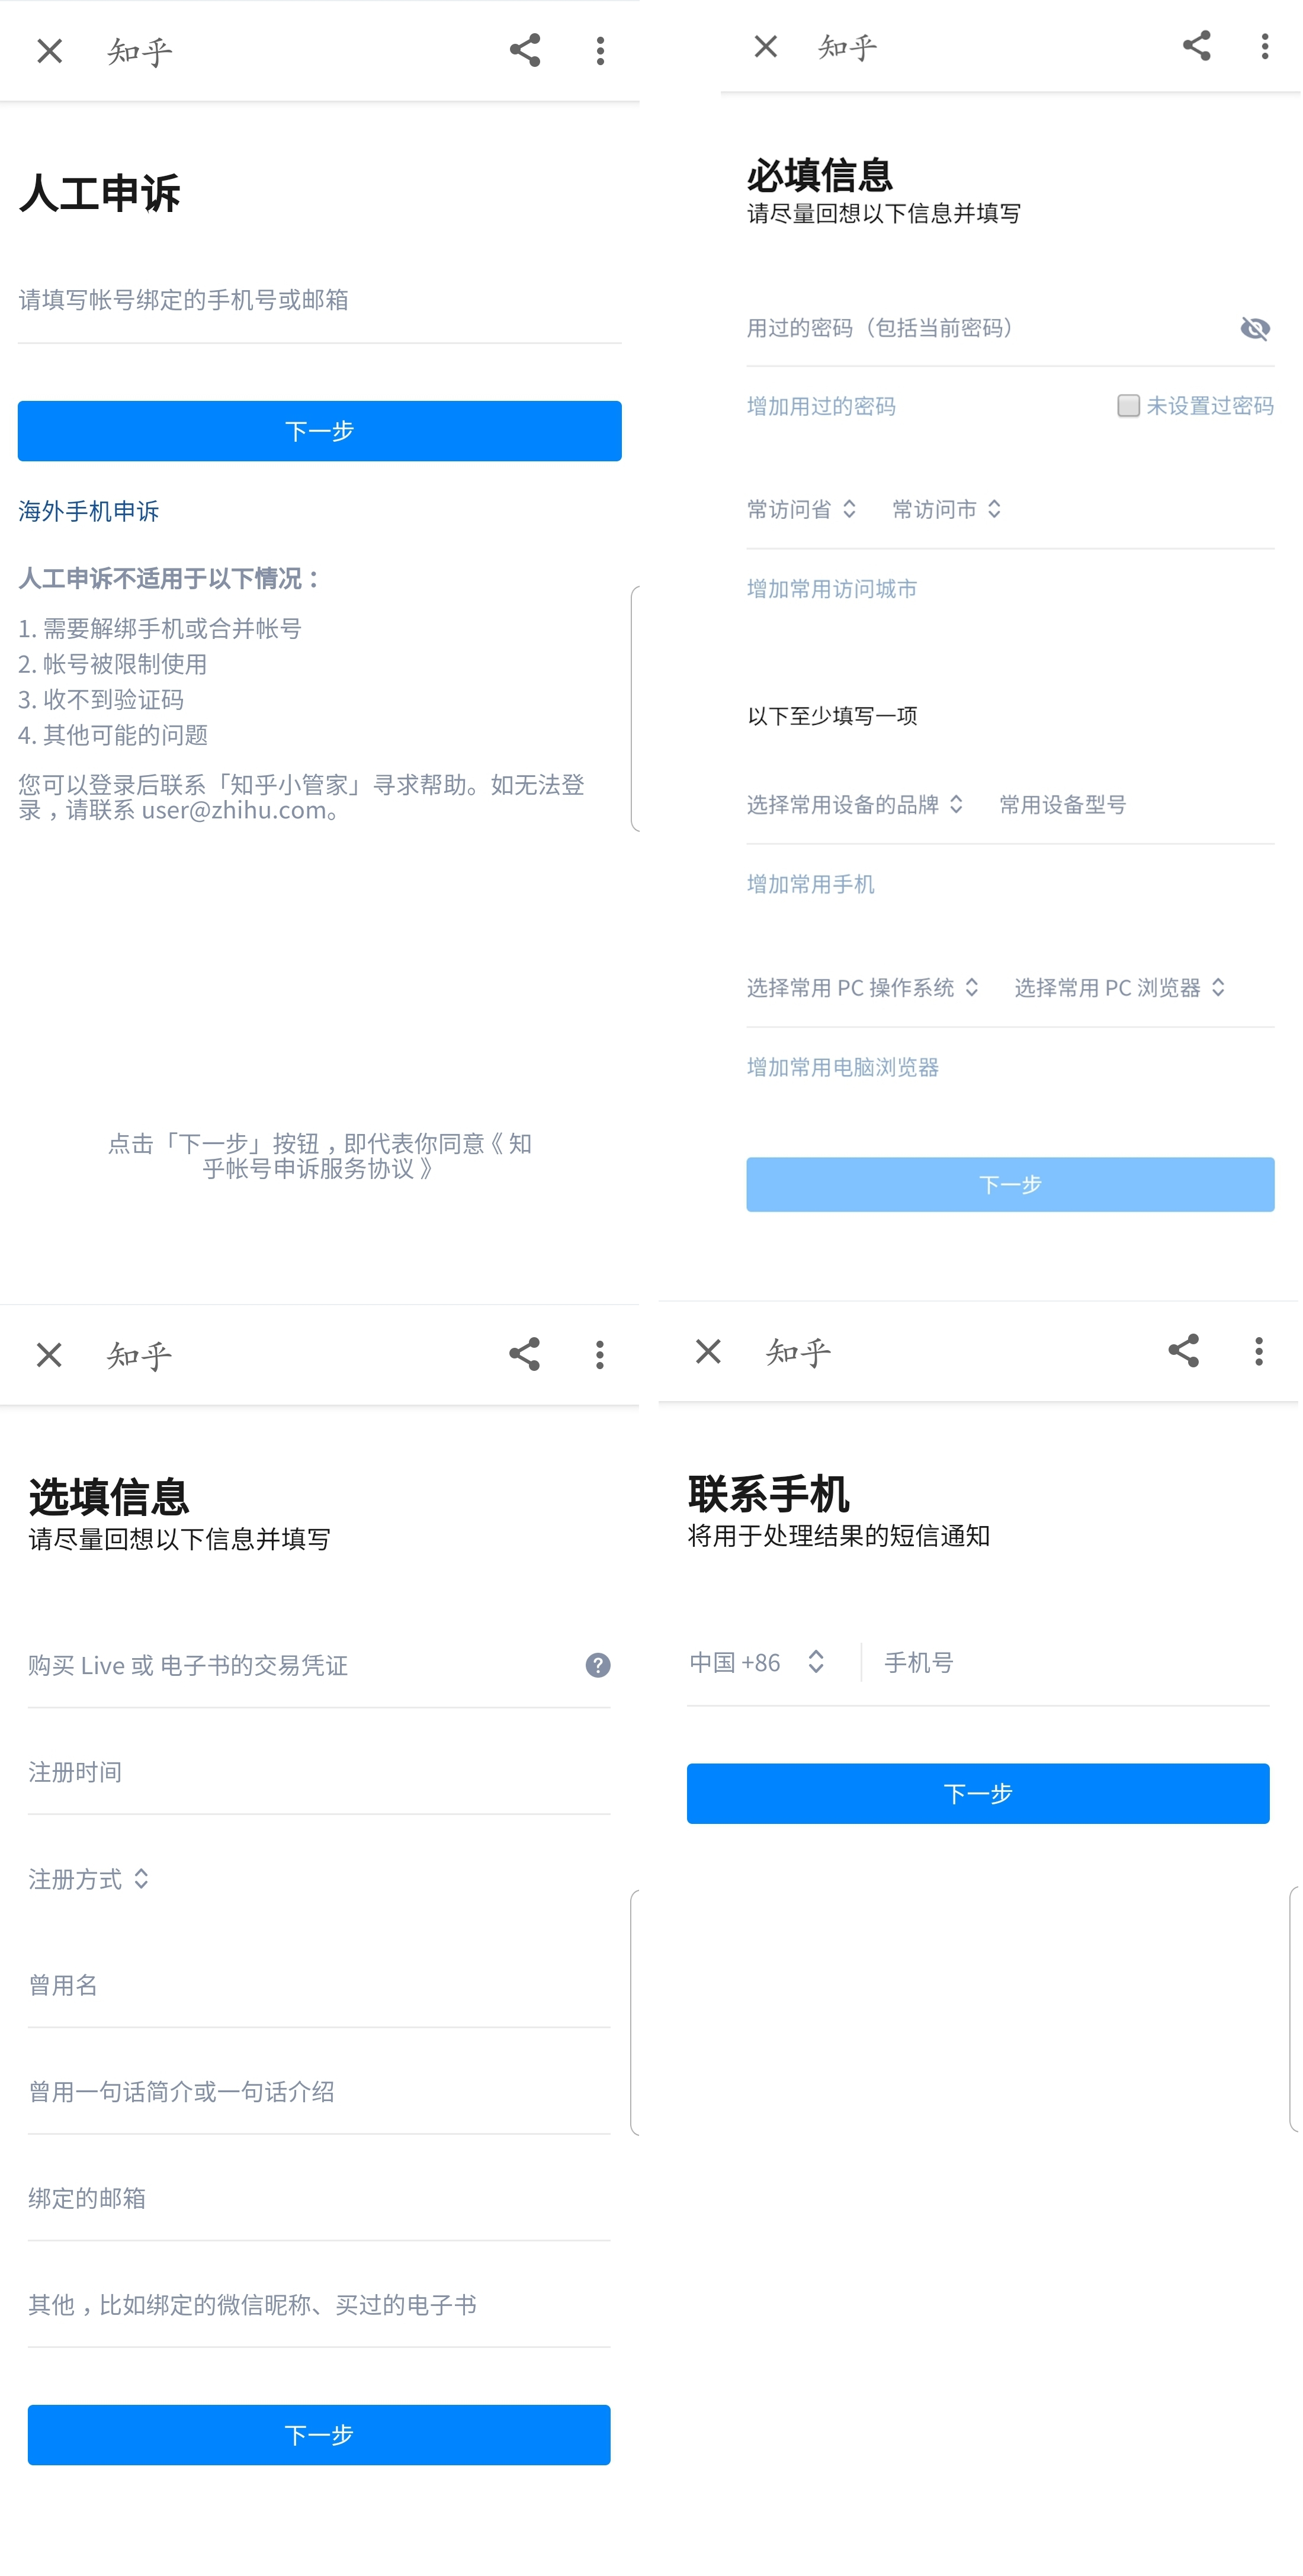 知乎
人工申诉
请填写帐号绑定的手机号或邮箱
下一步
海外手机申诉
人工申诉不适用于以下情况：
1. 需要解绑手机或合并帐号
2. 帐号被限制使用
3. 收不到验证码
4. 其他可能的问题
您可以登录后联系「知乎小管家」寻求帮助。如无法登
录，请联系 user@zhihu.com。
点击「下一步」按钮，即代表你同意《 知
乎帐号申诉服务协议 》
知乎
必填信息
请尽量回想以下信息并填写
用过的密码（包括当前密码）
增加用过的密码 未设置过密码
常访问省 常访问市
增加常用访问城市
以下至少填写一项
选择常用设备的品牌 常用设备型号
增加常用手机
选择常用 PC 操作系统 选择常用 PC 浏览器
增加常用电脑浏览器
下一步
知乎
选填信息
请尽量回想以下信息并填写
购买 Live 或 电子书的交易凭证
注册时间
注册方式
曾用名
曾用一句话简介或一句话介绍
绑定的邮箱
其他，比如绑定的微信昵称、买过的电子书
下一步
知乎
联系手机
将用于处理结果的短信通知
中国 +86 手机号
下一步